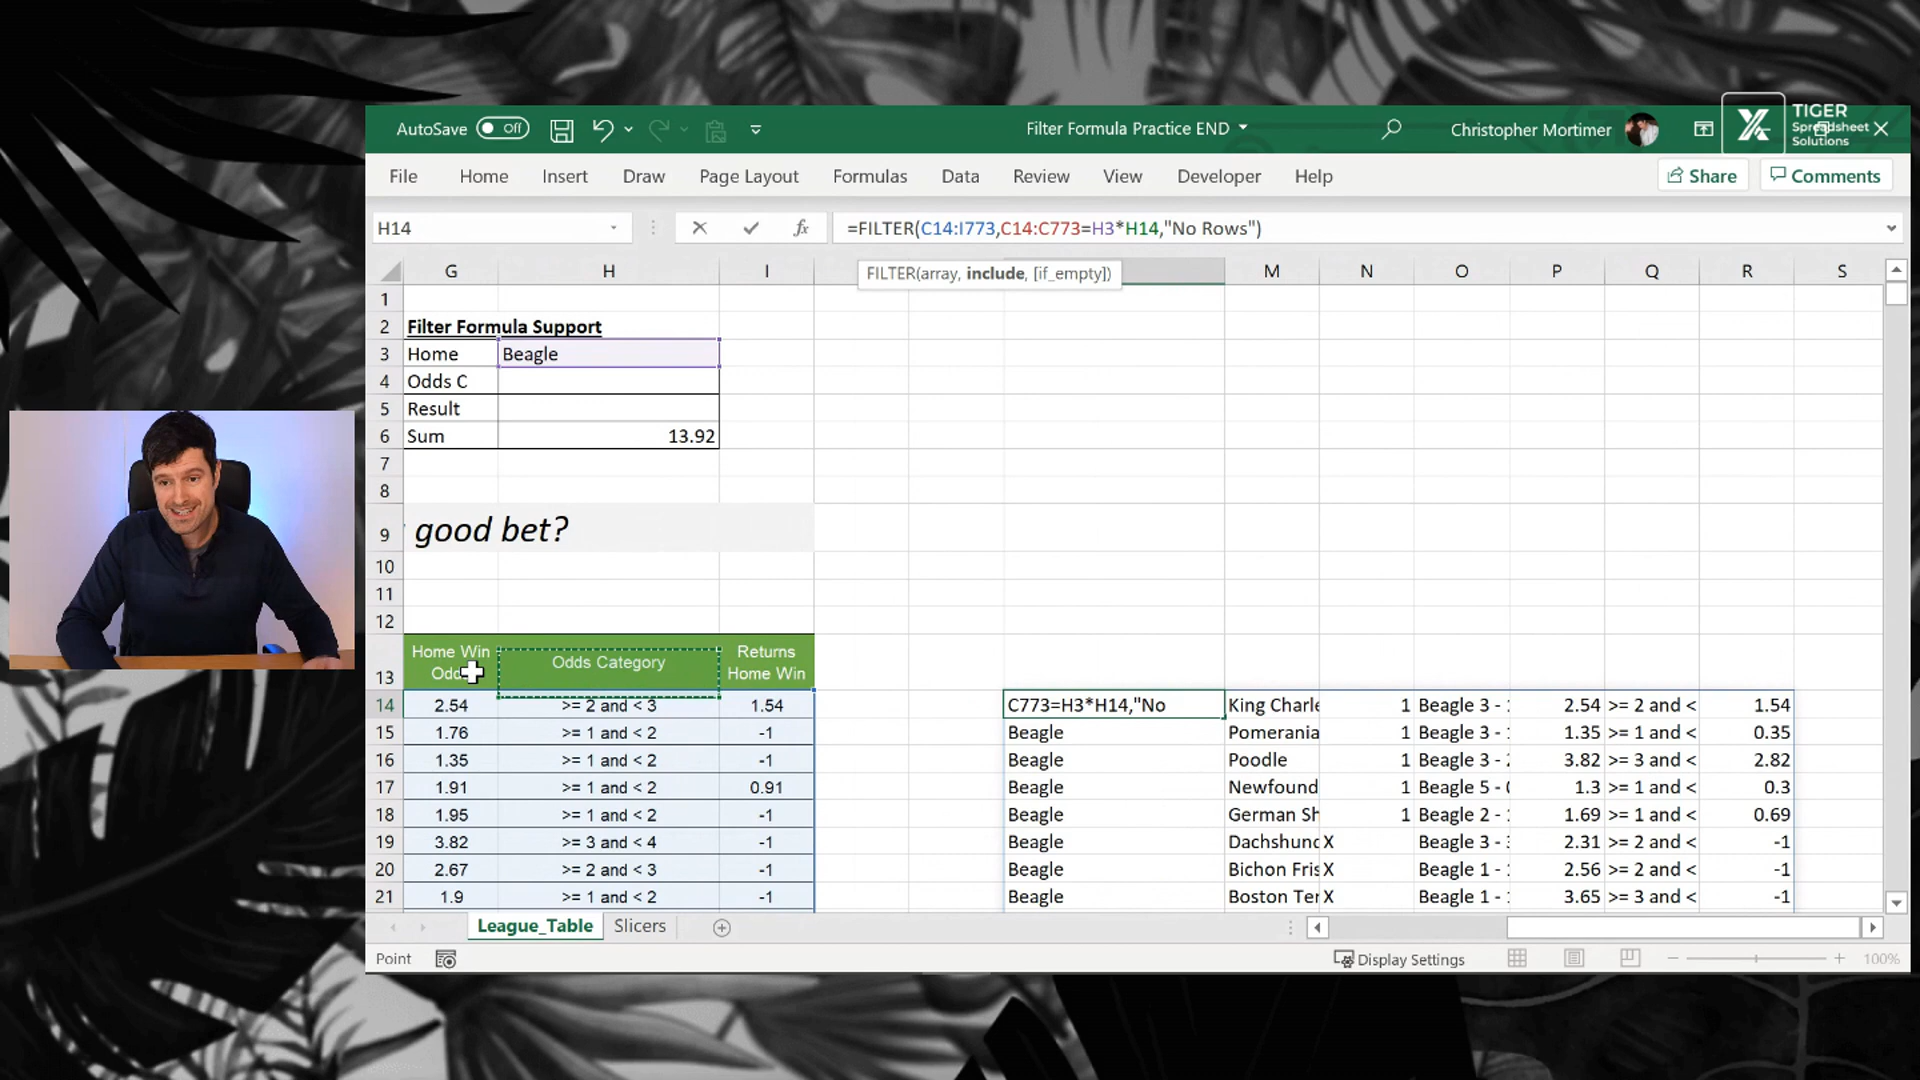 AutoSave Off Filter Formula Practice END Christopher Mortimer
TIGER
Spreadsheet
Solutions
File Home Insert Draw Page Layout Formulas Data Review View Developer Help Share Comments
H14 fx =FILTER(C14:I773,C14:C773=H3*H14,"No Rows")
FILTER(array, include, [if_empty])
G H I M N O P Q R S
1
2 Filter Formula Support
3 Home Beagle
4 Odds C
5 Result
6 Sum 13.92
7
8
9 good bet?
10
11
12
13 Home Win Odds Category Returns
Home Win
14 2.54 >= 2 and < 3 1.54 C773=H3*H14,"No King Charle 1 Beagle 3 - 2.54 >= 2 and < 1.54
15 1.76 >= 1 and < 2 -1 Beagle Pomerania 1 Beagle 3 - 1.35 >= 1 and < 0.35
16 1.35 >= 1 and < 2 -1 Beagle Poodle 1 Beagle 3 - 3.82 >= 3 and < 2.82
17 1.91 >= 1 and < 2 0.91 Beagle Newfound 1 Beagle 5 - 1.3 >= 1 and < 0.3
18 1.95 >= 1 and < 2 -1 Beagle German Sh 1 Beagle 2 - 1.69 >= 1 and < 0.69
19 3.82 >= 3 and < 4 -1 Beagle Dachshund X Beagle 3 - 2.31 >= 2 and < -1
20 2.67 >= 2 and < 3 -1 Beagle Bichon Fris X Beagle 1 - 2.56 >= 2 and < -1
21 1.9 >= 1 and < 2 -1 Beagle Boston Ter X Beagle 1 - 3.65 >= 3 and < -1
League_Table Slicers
Point Display Settings 100%